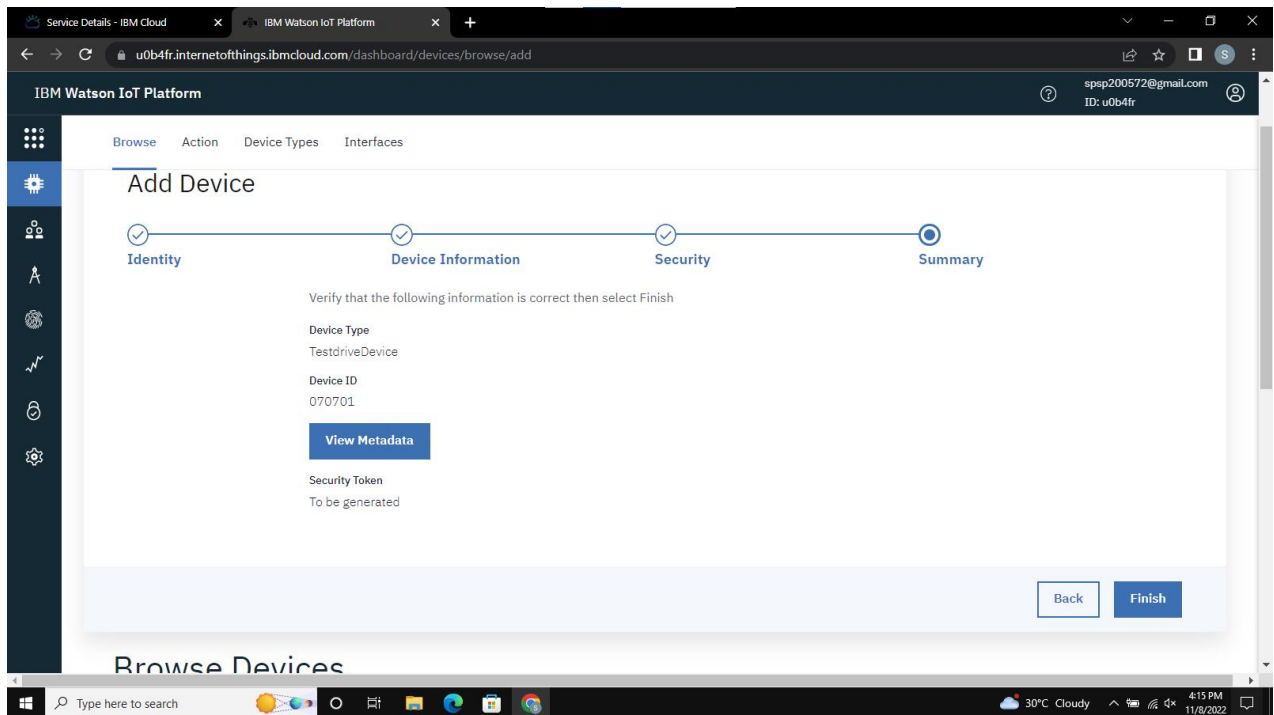 Service Details - IBM Cloud
IBM Watson IoT Platform
u0b4fr.internetofthings.ibmcloud.com/dashboard/devices/browse/add
S
IBM Watson IoT Platform
spsp200572@gmail.com
ID: u0b4fr
Browse Action Device Types Interfaces
Add Device
Identity Device Information Security Summary
Verify that the following information is correct then select Finish
Device Type
TestdriveDevice
Device ID
070701
View Metadata
Security Token
To be generated
Back Finish
Browse Devices
Type here to search
30°C Cloudy
4:15 PM
11/8/2022